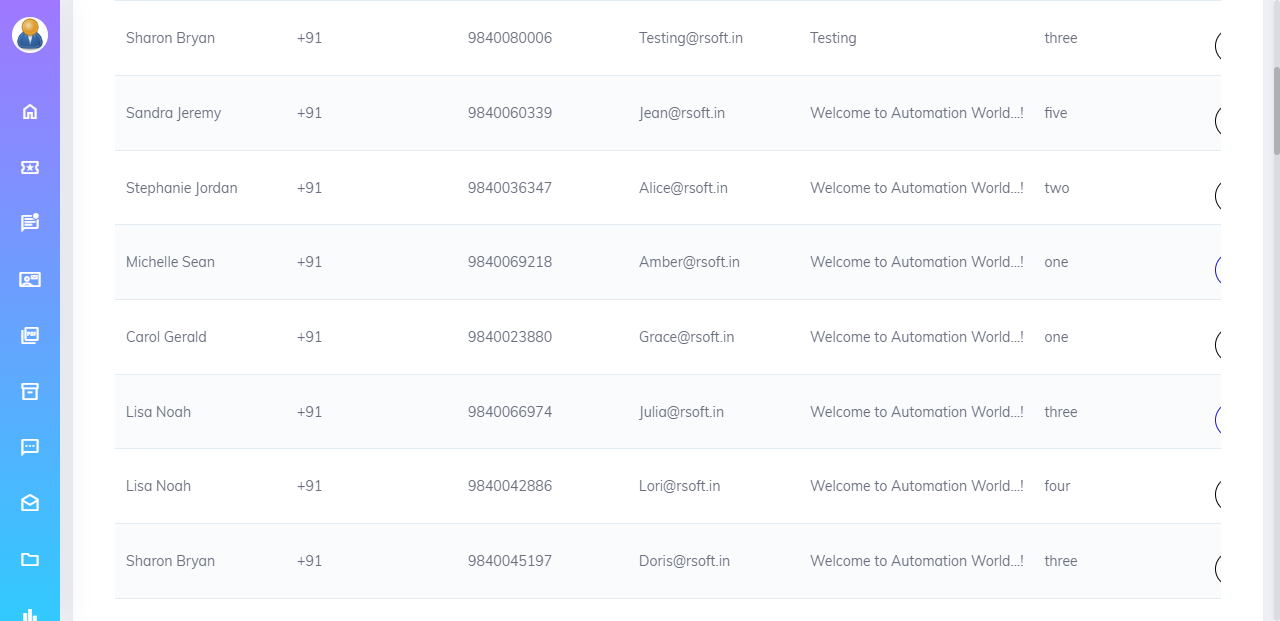 Sharon Bryan +91 9840080006 Testing@rsoft.in Testing three
Sandra Jeremy +91 9840060339 Jean@rsoft.in Welcome to Automation World...! five
Stephanie Jordan +91 9840036347 Alice@rsoft.in Welcome to Automation World...! two
Michelle Sean +91 9840069218 Amber@rsoft.in Welcome to Automation World...! one
Carol Gerald +91 9840023880 Grace@rsoft.in Welcome to Automation World...! one
Lisa Noah +91 9840066974 Julia@rsoft.in Welcome to Automation World...! three
Lisa Noah +91 9840042886 Lori@rsoft.in Welcome to Automation World...! four
Sharon Bryan +91 9840045197 Doris@rsoft.in Welcome to Automation World...! three